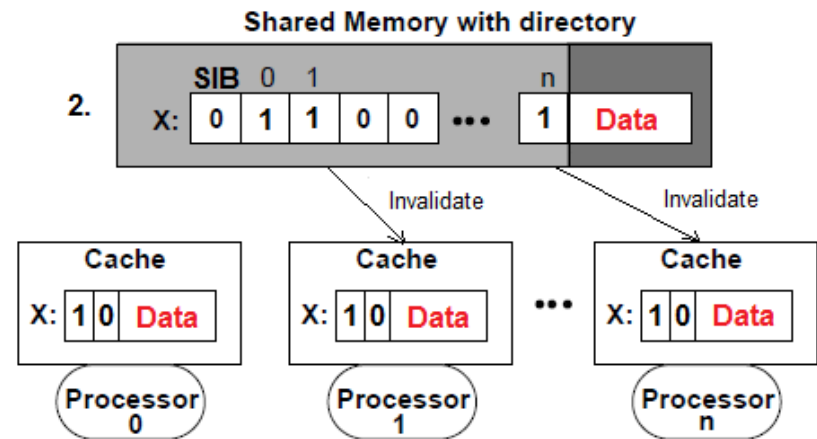 Shared Memory with directory
SIB 0 1 n
2. X: 0 1 1 0 0 ••• 1 Data
Invalidate Invalidate
Cache Cache Cache
X: 1 0 Data X: 1 0 Data ••• X: 1 0 Data
Processor Processor Processor
0 1 n